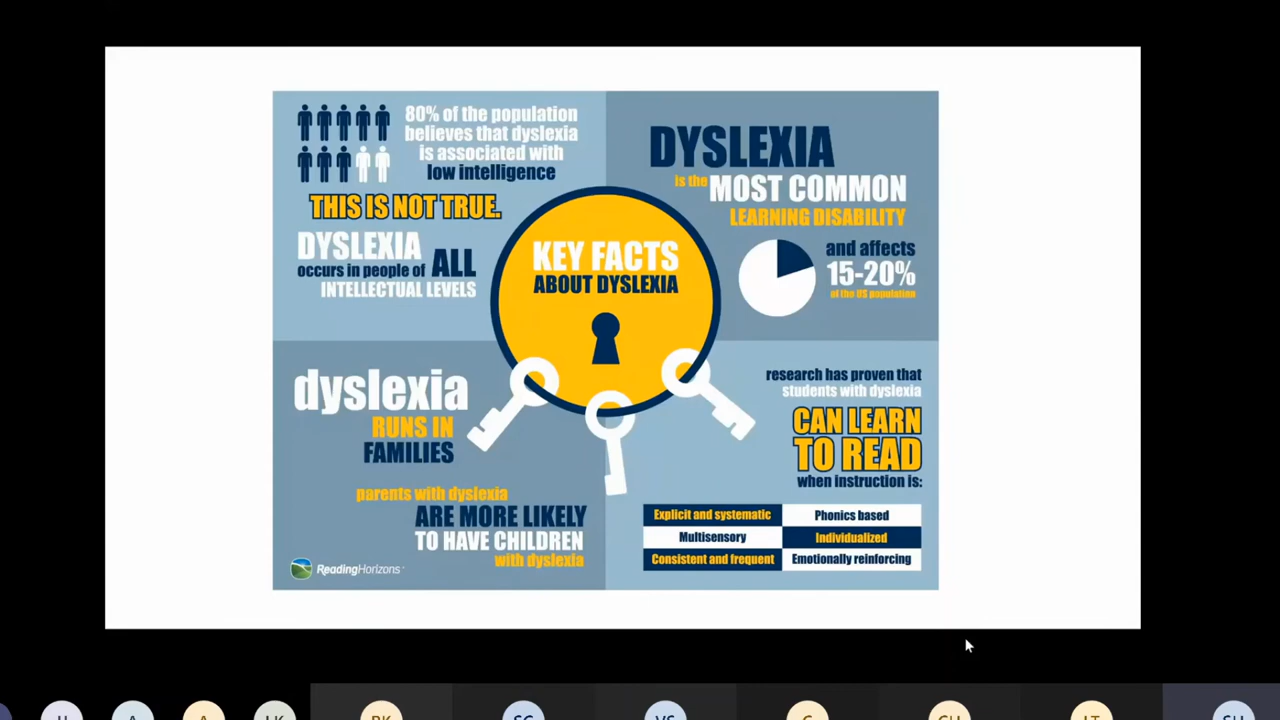 80% of the population
believes that dyslexia
is associated with
low intelligence
THIS IS NOT TRUE.
DYSLEXIA
occurs in people of ALL
INTELLECTUAL LEVELS
DYSLEXIA
is the MOST COMMON
LEARNING DISABILITY
and affects
15-20%
of the US population
KEY FACTS
ABOUT DYSLEXIA
dyslexia
RUNS IN
FAMILIES
parents with dyslexia
ARE MORE LIKELY
TO HAVE CHILDREN
with dyslexia
ReadingHorizons
research has proven that
students with dyslexia
CAN LEARN
TO READ
when instruction is:
Explicit and systematic Phonics based
Multisensory Individualized
Consistent and frequent Emotionally reinforcing